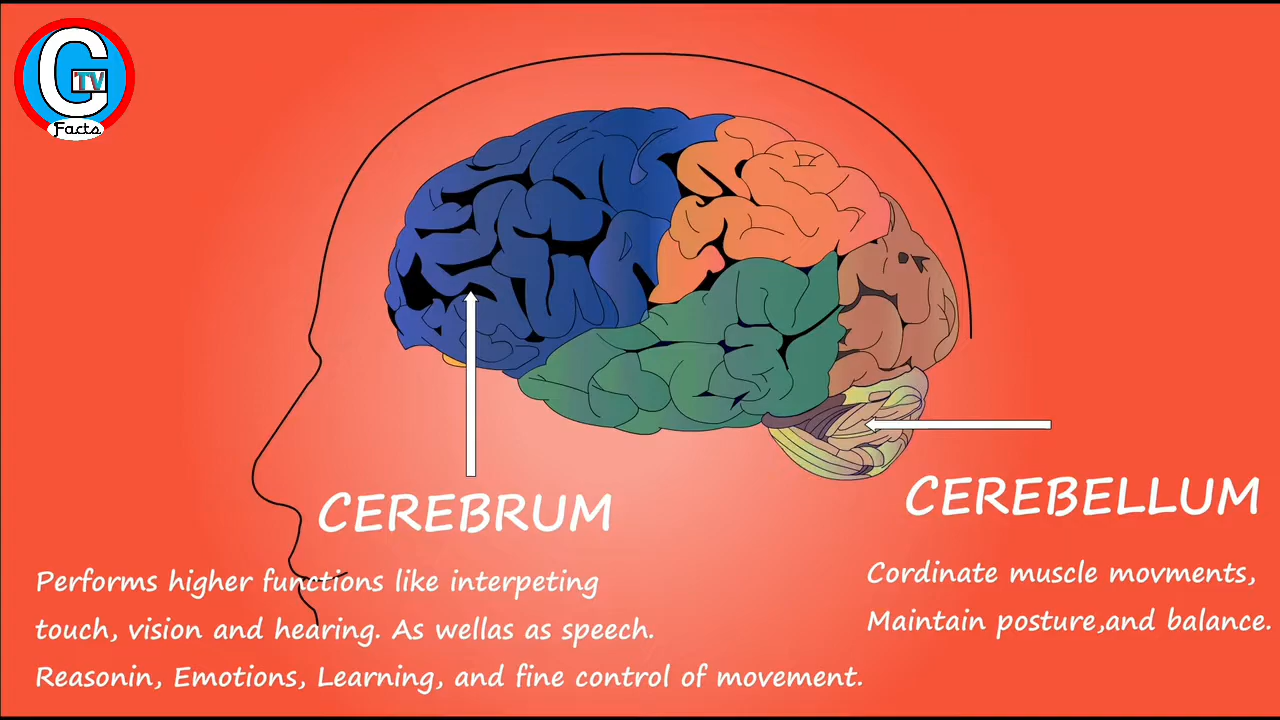 G
TV
Facts
CEREBRUM
Performs higher functions like interpeting
touch, vision and hearing. As wellas as speech.
Reasonin, Emotions, Learning, and fine control of movement.
CEREBELLUM
Cordinate muscle movments,
Maintain posture,and balance.